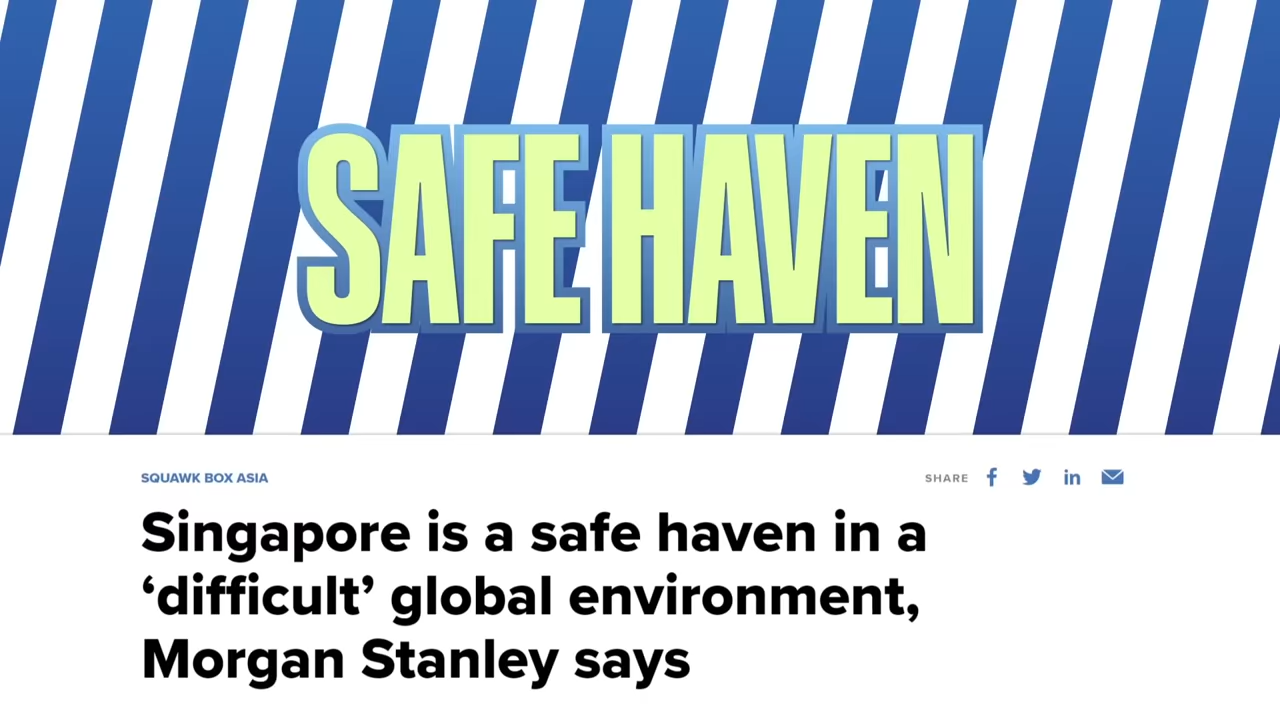 SAFE HAVEN
SQUAWK BOX ASIA
SHARE
Singapore is a safe haven in a
‘difficult’ global environment,
Morgan Stanley says